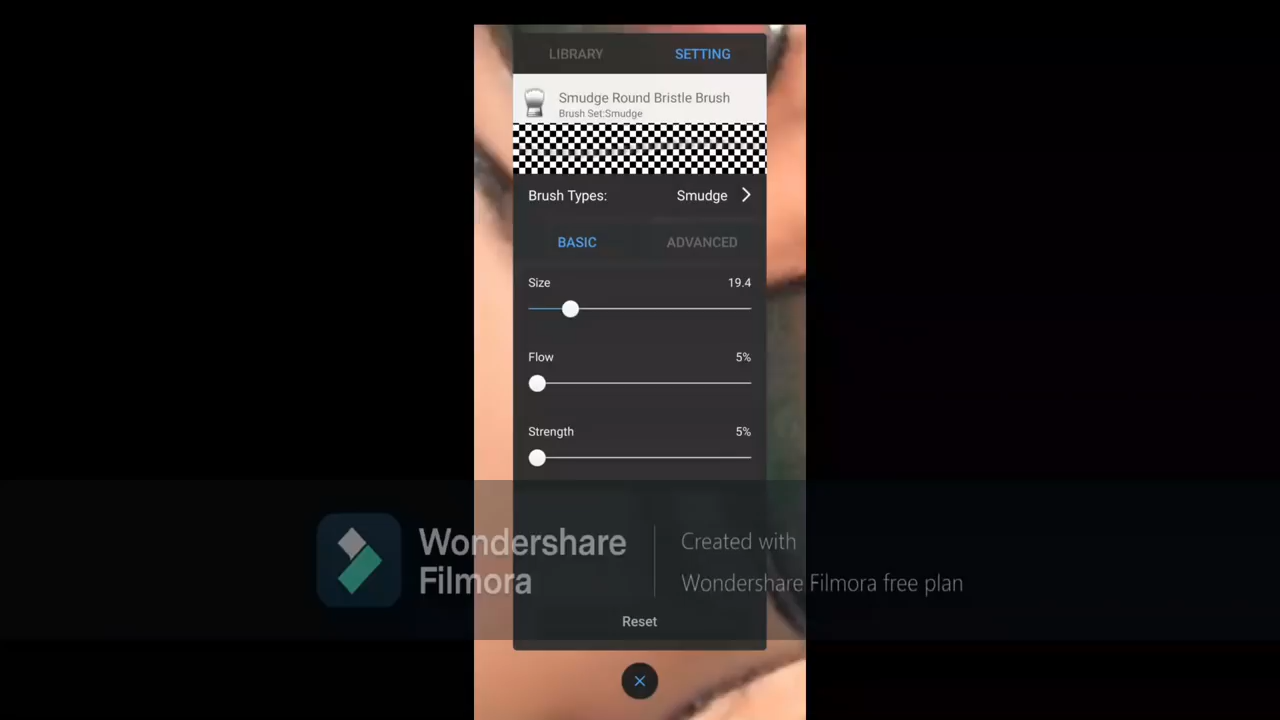 LIBRARY SETTING
Smudge Round Bristle Brush
Brush Set:Smudge
Brush Types: Smudge
BASIC ADVANCED
Size 19.4
Flow 5%
Strength 5%
Wondershare
Filmora
Created with
Wondershare Filmora free plan
Reset